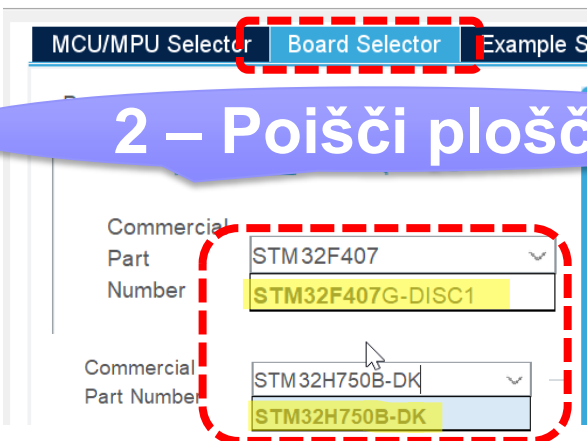 MCU/MPU Selector Board Selector Example S
2 – Poišči plošč
Commercial
Part
Number
STM32F407
STM32F407G-DISC1
Commercial
Part Number
STM32H750B-DK
STM32H750B-DK